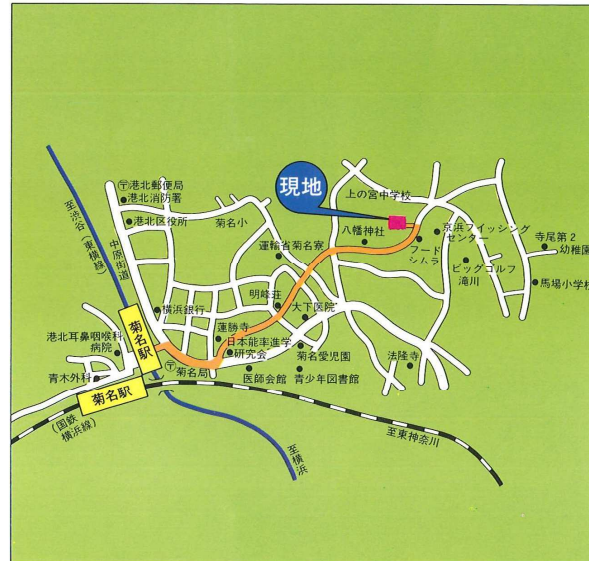 現地
上の宮中学校
〒港北郵便局
港北消防署
港北区役所
菊名小
至渋谷(東横線)
中原街道
運輸省菊名寮
八幡神社
京浜フイッシング
センター
フード
シムラ
寺尾第2
幼稚園
ビッグゴルフ
滝川
馬場小学校
横浜銀行
明峰荘
大下医院
蓮勝寺
日本能率進学
研究会
菊名愛児園
法隆寺
港北耳鼻咽喉科
病院
菊名駅
〒
菊名局
医師会館
青少年図書館
青木外科
菊名駅
(国鉄
横浜線)
至横浜
至東神奈川